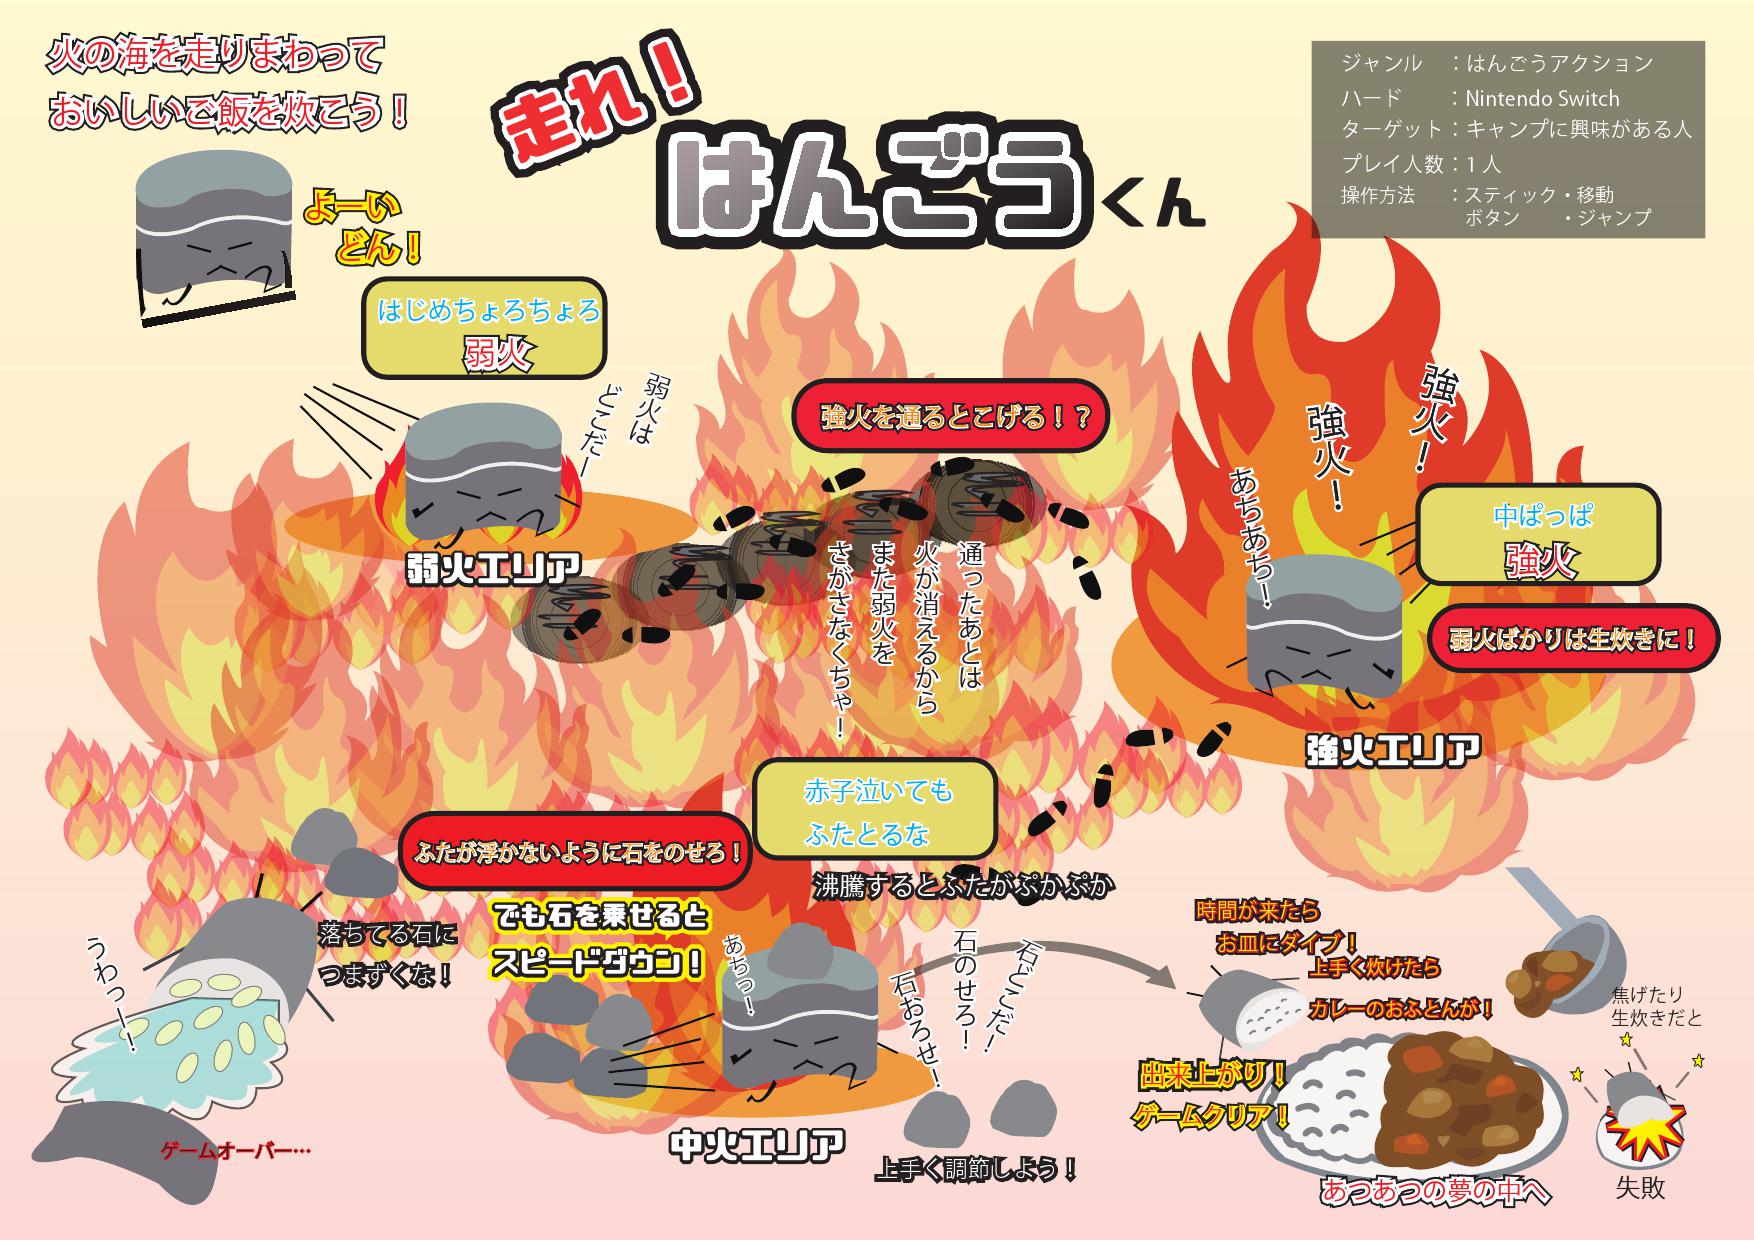 火の海を走りまわって
おいしいご飯を炊こう！
走れ！
はんごうくん
ジャンル ：はんごうアクション
ハード ：Nintendo Switch
ターゲット：キャンプに興味がある人
プレイ人数：1 人
操作方法 ：スティック・移動
ボタン ・ジャンプ
よーい
どん！
はじめちょろちょろ
弱火
弱火は
どこだー
弱火エリア
強火を通るとこげる！？
通ったあとは
火が消えるから
また弱火を
さがさなくちゃ！
強火！
強火！
あちあち！
中ぱっぱ
強火
弱火ばかりは生炊きに！
強火エリア
赤子泣いても
ふたとるな
沸騰するとふたがぷかぷか
ふたが浮かないように石をのせろ！
でも石を乗せると
スピードダウン！
落ちてる石に
つまずくな！
うわっー！
ゲームオーバー…
あちっ！
石どこだ！
石のせろ！
石おろせ！
中火エリア
上手く調節しよう！
時間が来たら
お皿にダイブ！
上手く炊けたら
カレーのおふとんが！
出来上がり！
ゲームクリア！
あつあつの夢の中へ
焦げたり
生炊きだと
失敗